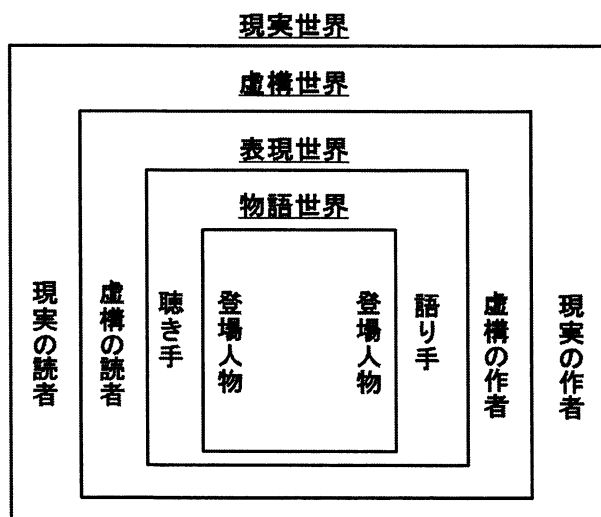 現実世界
虚構世界
表現世界
物語世界
現実の読者
虚構の読者
聴き手
登場人物
登場人物
語り手
虚構の作者
現実の作者